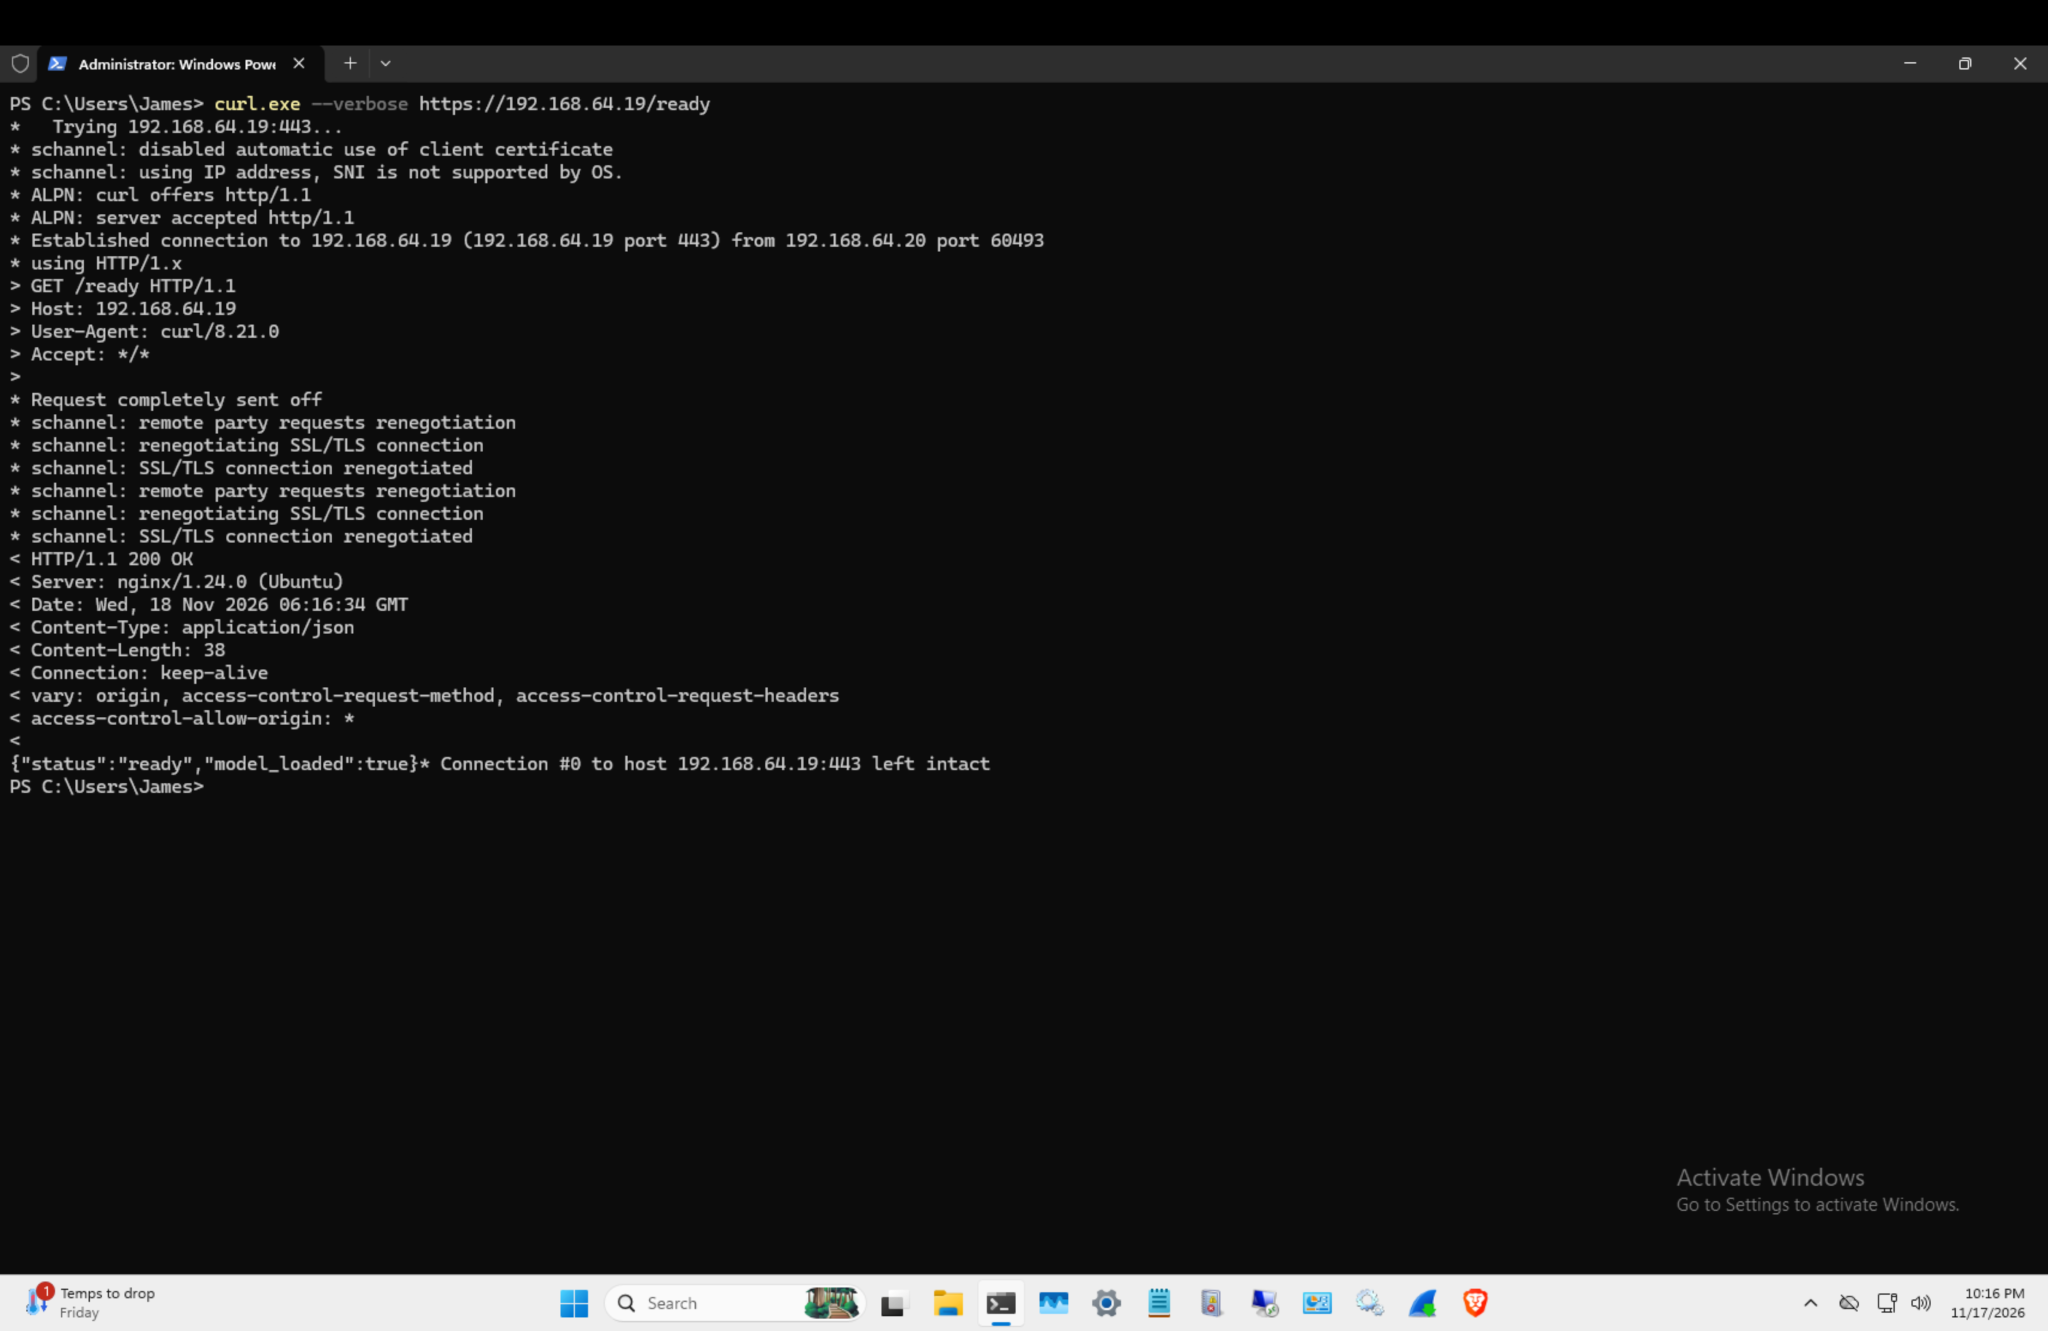 Administrator: Windows Pow
PS C:\Users\James> curl.exe --verbose https://192.168.64.19/ready
*   Trying 192.168.64.19:443...
* schannel: disabled automatic use of client certificate
* schannel: using IP address, SNI is not supported by OS.
* ALPN: curl offers http/1.1
* ALPN: server accepted http/1.1
* Established connection to 192.168.64.19 (192.168.64.19 port 443) from 192.168.64.20 port 60493
* using HTTP/1.x
> GET /ready HTTP/1.1
> Host: 192.168.64.19
> User-Agent: curl/8.21.0
> Accept: */*
>
* Request completely sent off
* schannel: remote party requests renegotiation
* schannel: renegotiating SSL/TLS connection
* schannel: SSL/TLS connection renegotiated
* schannel: remote party requests renegotiation
* schannel: renegotiating SSL/TLS connection
* schannel: SSL/TLS connection renegotiated
< HTTP/1.1 200 OK
< Server: nginx/1.24.0 (Ubuntu)
< Date: Wed, 18 Nov 2026 06:16:34 GMT
< Content-Type: application/json
< Content-Length: 38
< Connection: keep-alive
< vary: origin, access-control-request-method, access-control-request-headers
< access-control-allow-origin: *
<
{"status":"ready","model_loaded":true}* Connection #0 to host 192.168.64.19:443 left intact
PS C:\Users\James>
Activate Windows
Go to Settings to activate Windows.
1
Temps to drop
Friday
Search
10:16 PM
11/17/2026